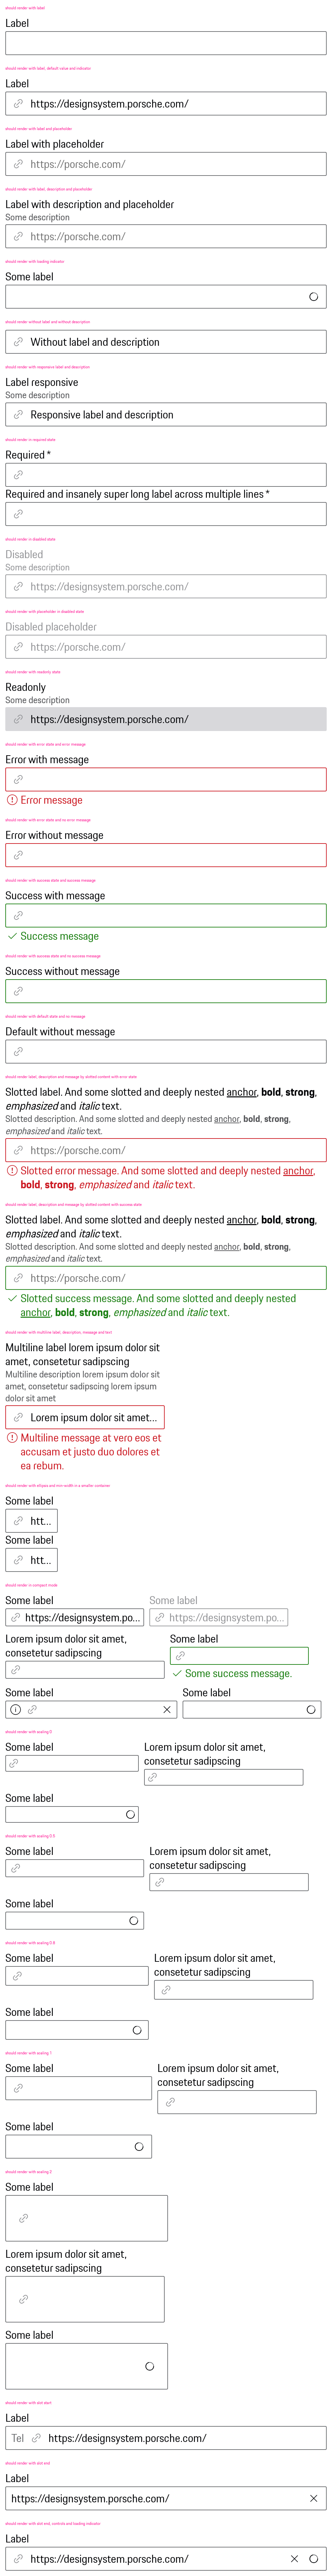 should render with label
Label
should render with label, default value and indicator
Label
https://designsystem.porsche.com/
should render with label and placeholder
Label with placeholder
https://porsche.com/
should render with label, description and placeholder
Label with description and placeholder
Some description
https://porsche.com/
should render with loading indicator
Some label
should render without label and without description
Without label and description
should render with responsive label and description
Label responsive
Some description
Responsive label and description
should render in required state
Required *
Required and insanely super long label across multiple lines *
should render in disabled state
Disabled
Some description
https://porsche.com/
should render with placeholder in disabled state
Disabled placeholder
https://porsche.com/
should render with readonly state
Readonly
Some description
https://designsystem.porsche.com/
should render with error state and error message
Error with message
Error message
should render with error state and no error message
Error without message
should render with success state and success message
Success with message
Success message
should render with success state and no success message
Success without message
should render with default state and no message
Default without message
should render label, description and message by slotted content with error state
Slotted label. And some slotted and deeply nested anchor, bold, strong,
emphasized and italic text.
Slotted description. And some slotted and deeply nested anchor, bold, strong,
emphasized and italic text.
https://porsche.com/
Slotted error message. And some slotted and deeply nested anchor,
bold, strong, emphasized and italic text.
should render label, description and message by slotted content with success state
Slotted label. And some slotted and deeply nested anchor, bold, strong,
emphasized and italic text.
Slotted description. And some slotted and deeply nested anchor, bold, strong,
emphasized and italic text.
https://porsche.com/
Slotted success message. And some slotted and deeply nested
anchor, bold, strong, emphasized and italic text.
should render with multiline label, description, message and text
Multiline label lorem ipsum dolor sit
amet, consetetur sadipscing
Multiline description lorem ipsum dolor sit
amet, consetetur sadipscing lorem ipsum
dolor sit amet
Lorem ipsum dolor sit amet...
Multiline message at vero eos et
accusam et justo duo dolores et
ea rebum.
should render with ellipsis and min-width in a smaller container
Some label
htt...
Some label
htt...
should render in compact mode
Some label
https://designsystem.po...
Some label
https://designsystem.po...
Lorem ipsum dolor sit amet,
consetetur sadipscing
Some label
Some success message.
Some label
Some label
should render with scaling 0
Some label
Lorem ipsum dolor sit amet,
consetetur sadipscing
Some label
should render with scaling 0.5
Some label
Lorem ipsum dolor sit amet,
consetetur sadipscing
Some label
should render with scaling 0.8
Some label
Lorem ipsum dolor sit amet,
consetetur sadipscing
Some label
should render with scaling 1
Some label
Lorem ipsum dolor sit amet,
consetetur sadipscing
Some label
should render with scaling 3
Some label
Lorem ipsum dolor sit amet,
consetetur sadipscing
Some label
should render with slot start
Label
Tel https://designsystem.porsche.com/
should render with slot end
Label
https://designsystem.porsche.com/
should render with slot end, controls and loading indicator
Label
https://designsystem.porsche.com/